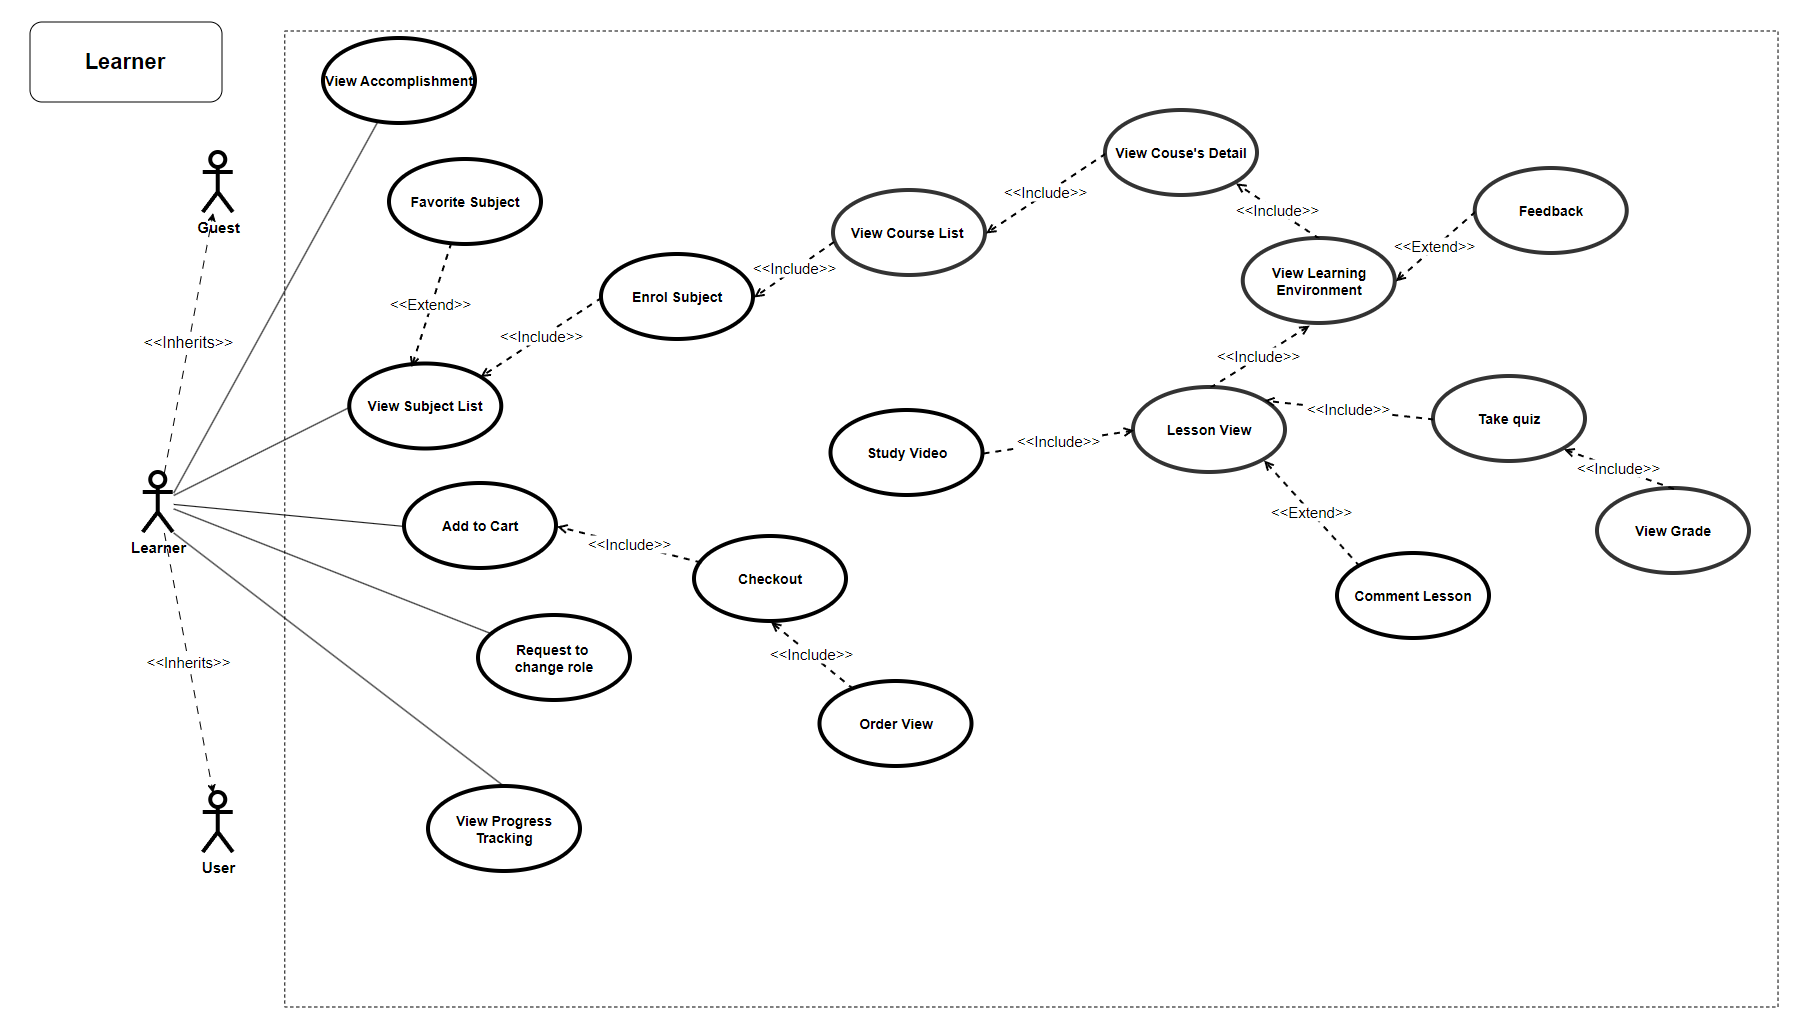 Learner
View Accomplishment
Guest
Favorite Subject
View Couse's Detail
<<Include>>
View Course List
<<Include>>
Feedback
<<Extend>>
<<Include>>
View Learning
Environment
Enrol Subject
<<Extend>>
<<Include>>
<<Inherits>>
<<Include>>
View Subject List
<<Include>>
Take quiz
Lesson View
Study Video
<<Include>>
<<Include>>
Learner
Add to Cart
<<Include>>
<<Extend>>
View Grade
Checkout
Comment Lesson
Request to
change role
<<Include>>
<<Inherits>>
Order View
View Progress
Tracking
User